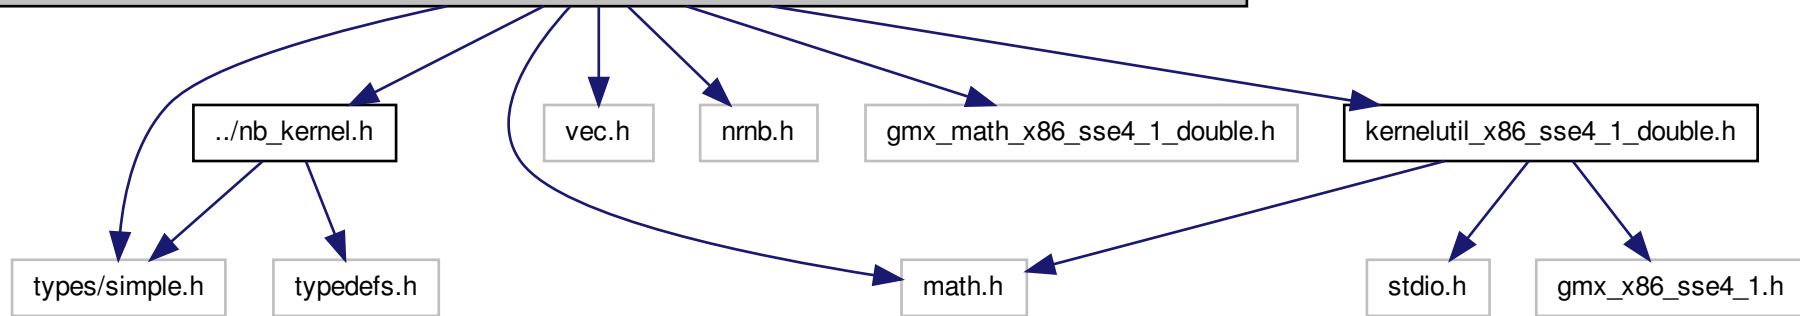 ../nb_kernel.h
vec.h
nrnb.h
gmx_math_x86_sse4_1_double.h
kernelutil_x86_sse4_1_double.h
types/simple.h
typedefs.h
math.h
stdio.h
gmx_x86_sse4_1.h